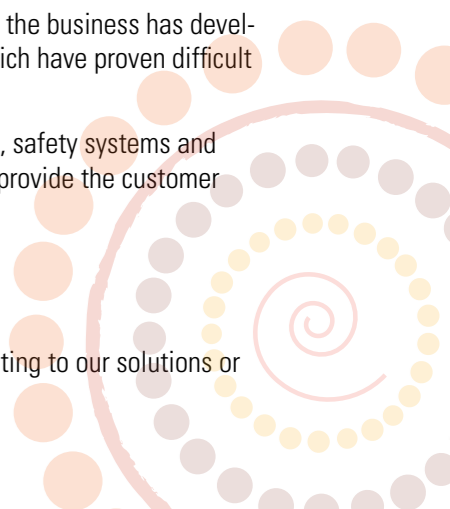 the business has devel-
ich have proven difficult
, safety systems and
provide the customer
ting to our solutions or